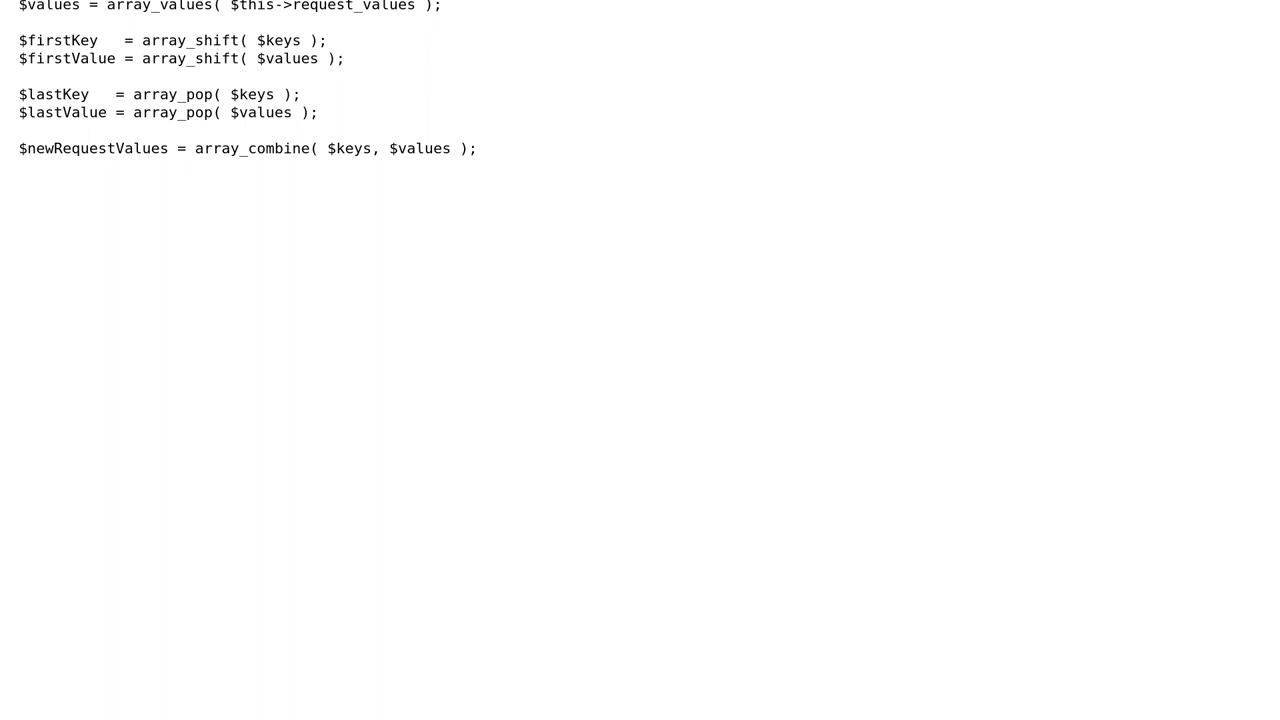 $values = array_values( $this->request_values );

$firstKey   = array_shift( $keys );
$firstValue = array_shift( $values );

$lastKey   = array_pop( $keys );
$lastValue = array_pop( $values );

$newRequestValues = array_combine( $keys, $values );